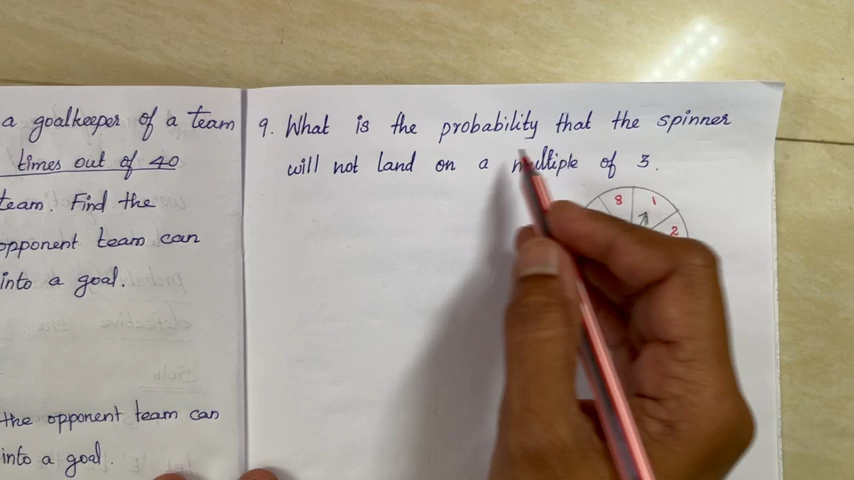 a goalkeeper of a team
times out of 40
team. Find the
opponent team can
into a goal.
the opponent team can
into a goal.
9. What is the probability that the spinner
will not land on a multiple of 3.
8 1
2